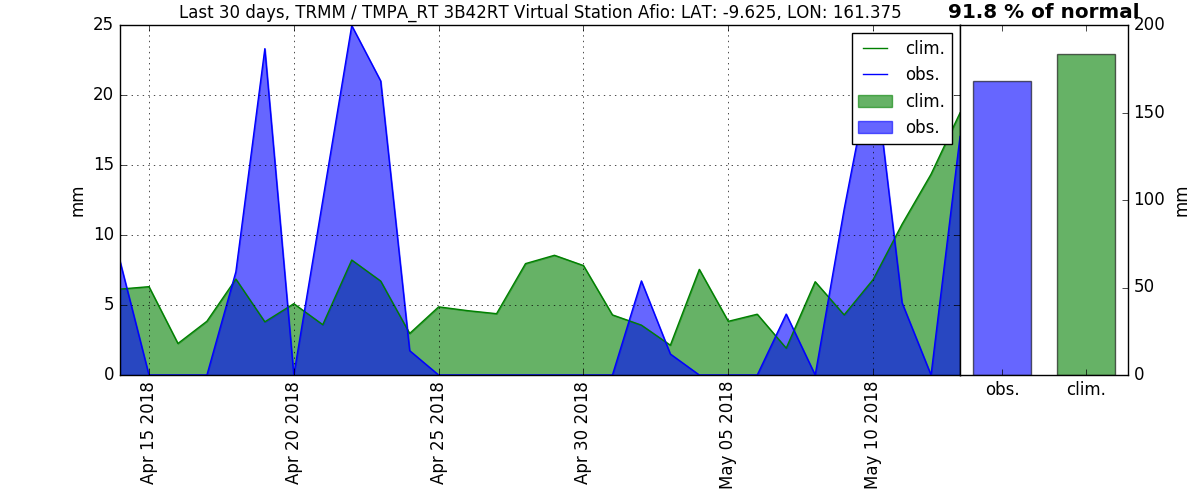 Last 30 days, TRMM / TMPA_RT 3B42RT Virtual Station Afio: LAT: -9.625, LON: 161.375
91.8 % of normal
25
20
15
10
5
0
mm
clim.
obs.
clim.
obs.
Apr 15 2018
Apr 20 2018
Apr 25 2018
Apr 30 2018
May 05 2018
May 10 2018
200
150
100
50
0
mm
obs.
clim.